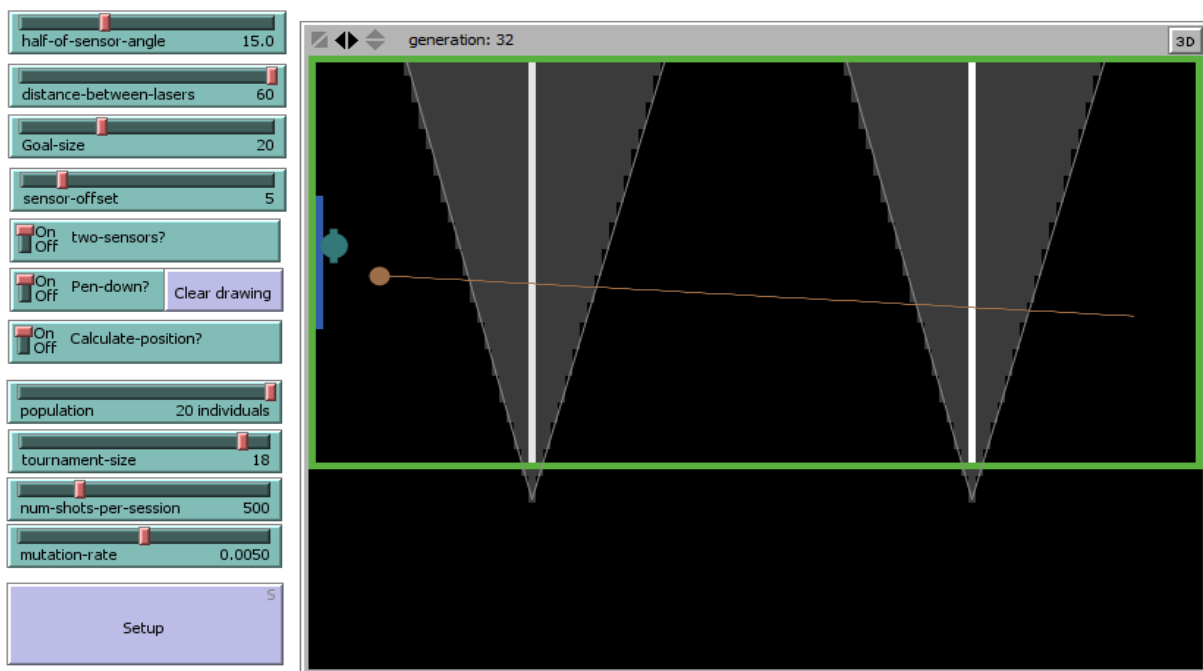 half-of-sensor-angle 15.0
distance-between-lasers 60
Goal-size 20
sensor-offset 5
On
Off
two-sensors?
On
Off
Pen-down?
Clear drawing
On
Off
Calculate-position?
population 20 individuals
tournament-size 18
num-shots-per-session 500
mutation-rate 0.0050
S
Setup
generation: 32
3D